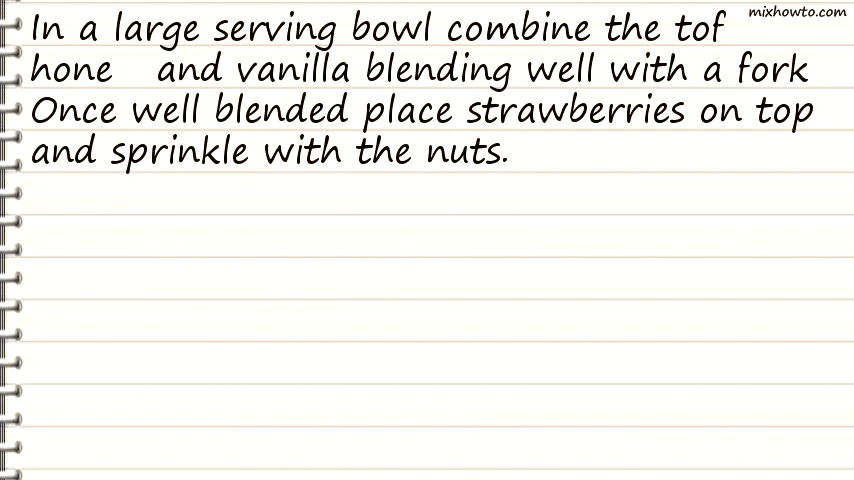 mixhowto.com
In a large serving bowl combine the tof
hone and vanilla blending well with a fork
Once well blended place strawberries on top
and sprinkle with the nuts.